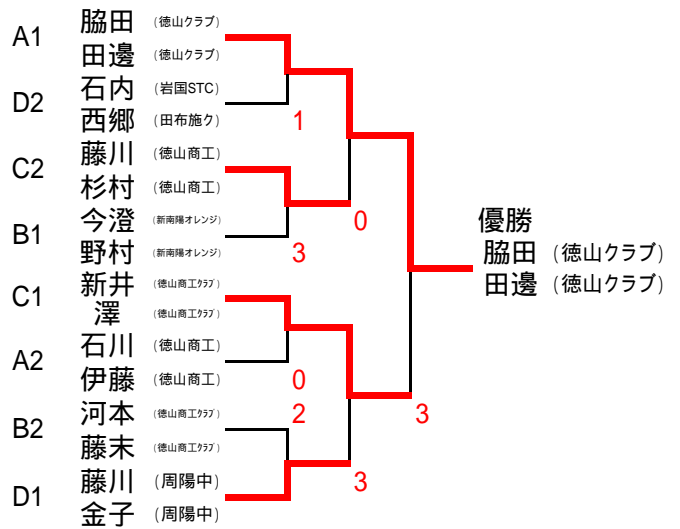 A1
脇田 (徳山クラブ)
田邊 (徳山クラブ)
D2
石内 (岩国STC)
西郷 (田布施ク)
1
C2
藤川 (徳山商工)
杉村 (徳山商工)
0
B1
今澄 (新南陽オレンジ)
野村 (新南陽オレンジ)
3
優勝
脇田 (徳山クラブ)
田邊 (徳山クラブ)
C1
新井 (徳山商工クラブ)
澤 (徳山商工クラブ)
A2
石川 (徳山商工)
伊藤 (徳山商工)
0
B2
河本 (徳山商工クラブ)
藤末 (徳山商工クラブ)
2
3
D1
藤川 (周陽中)
金子 (周陽中)
3